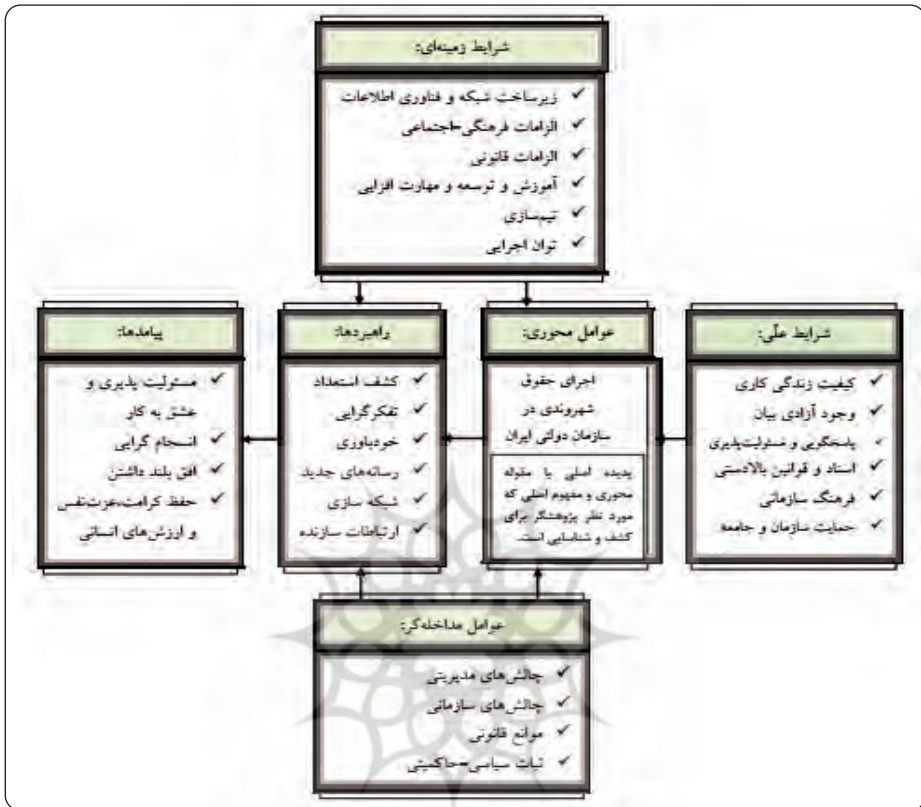 شرایط زمینه‌ای:
✓ زیرساخت شبکه و فناوری اطلاعات
✓ الزامات فرهنگی-اجتماعی
✓ الزامات قانونی
✓ آموزش و توسعه و مهارت افزایی
✓ تیم‌سازی
✓ توان اجرایی
شرایط علّی:
✓ کیفیت زندگی کاری
✓ وجود آزادی بیان
✓ پاسخگویی و مسئولیت‌پذیری
✓ اسناد و قوانین بالادستی
✓ فرهنگ سازمانی
✓ حمایت سازمان و جامعه
عوامل محوری:
اجرای حقوق
شهروندی در
سازمان دولتی ایران
پدیده اصلی یا مقوله
محوری و مفهوم اصلی که
مورد نظر پژوهشگر برای
کشف و شناسایی است.
راهبردها:
✓ کشف استعداد
✓ تفکرگرایی
✓ خودباوری
✓ رسانه‌های جدید
✓ شبکه سازی
✓ ارتباطات سازنده
پیامدها:
✓ مسئولیت پذیری و
عشق به کار
✓ انسجام گرایی
✓ افق بلند داشتن
✓ حفظ کرامت،عزت‌نفس
و ارزش‌های انسانی
عوامل مداخله‌گر:
✓ چالش‌های مدیریتی
✓ چالش‌های سازمانی
✓ موانع قانونی
✓ ثبات سیاسی-حاکمیتی